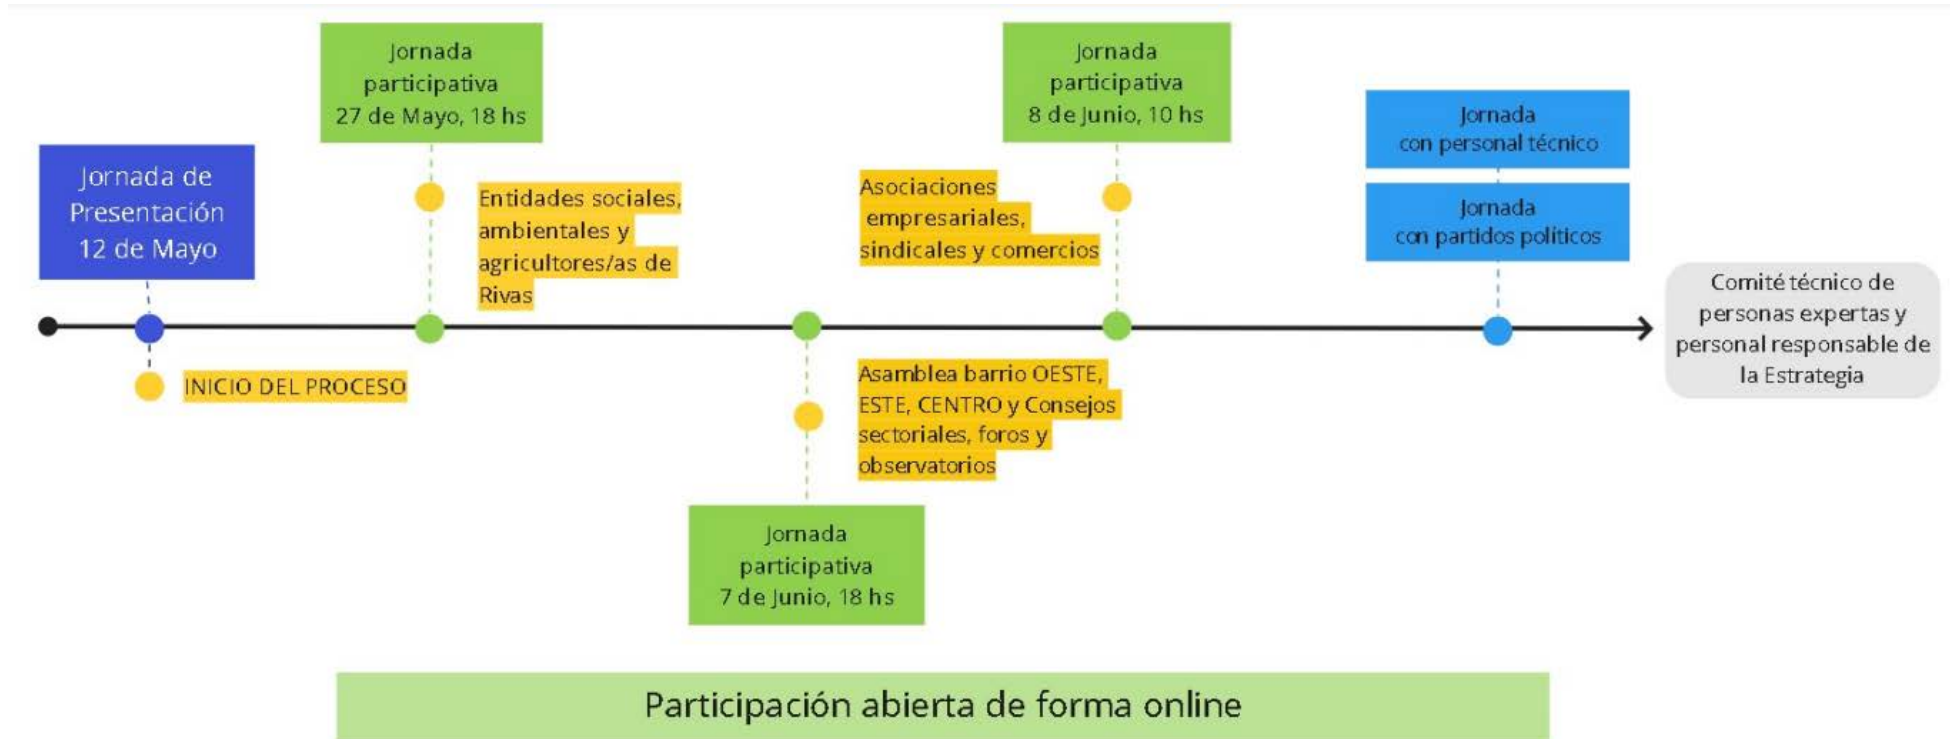 Jornada de
Presentación
12 de Mayo
INICIO DEL PROCESO
Jornada
participativa
27 de Mayo, 18 hs
Entidades sociales,
ambientales y
agricultores/as de
Rivas
Jornada
participativa
7 de Junio, 18 hs
Asamblea barrio OESTE,
ESTE, CENTRO y Consejos
sectoriales, foros y
observatorios
Jornada
participativa
8 de Junio, 10 hs
Asociaciones
empresariales,
sindicales y comercios
Jornada
con personal técnico
Jornada
con partidos políticos
Comité técnico de
personas expertas y
personal responsable de
la Estrategia
Participación abierta de forma online